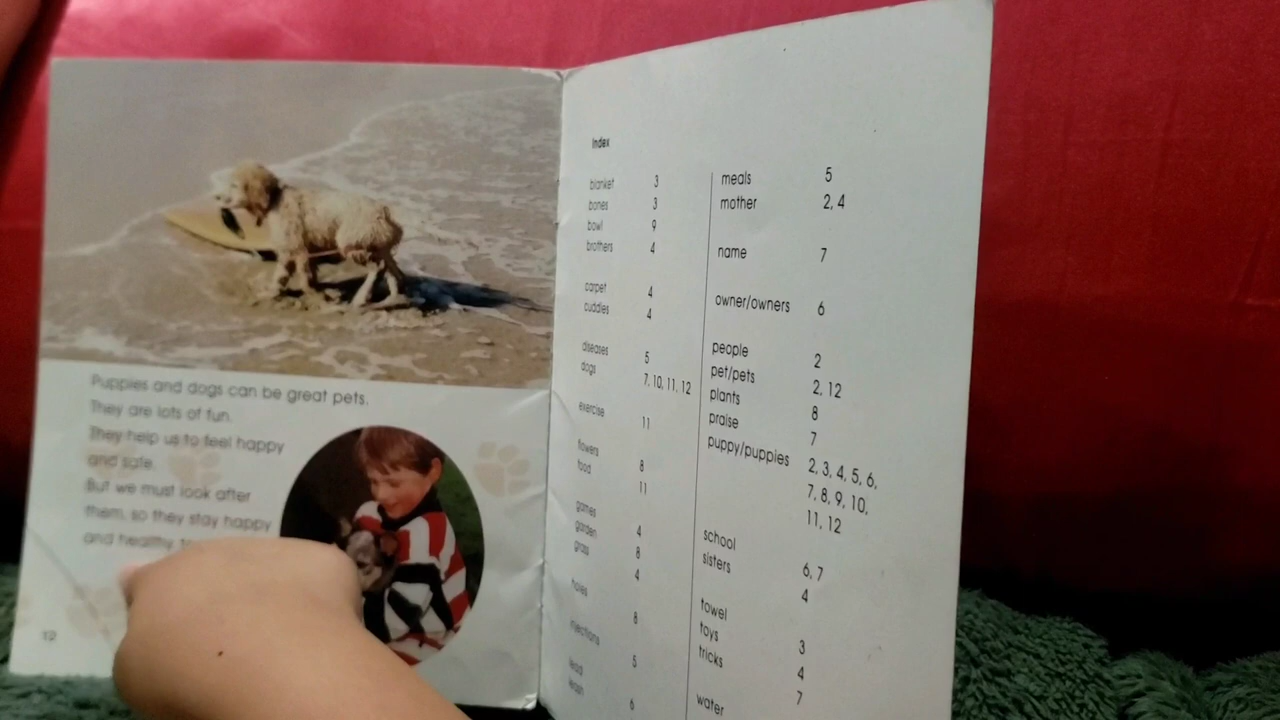 Puppies and dogs can be great pets.
They are lots of fun.
They help us to feel happy
and safe.
But we must look after
them, so they stay happy
and healthy,
12
Index
blanket 3
bones 3
bowl 9
brothers 4
carpet 4
cuddles 4
diseases 5
dogs 7, 10, 11, 12
exercise 11
flowers 8
food 11
games 4
garden 8
grass 4
holes 8
injections 5
lead 6
leash
meals 5
mother 2, 4
name 7
owner/owners 6
people 2
pet/pets 2, 12
plants 8
praise 7
puppy/puppies 2, 3, 4, 5, 6,
7, 8, 9, 10,
11, 12
school 6, 7
sisters 4
towel 3
toys 4
tricks 7
water